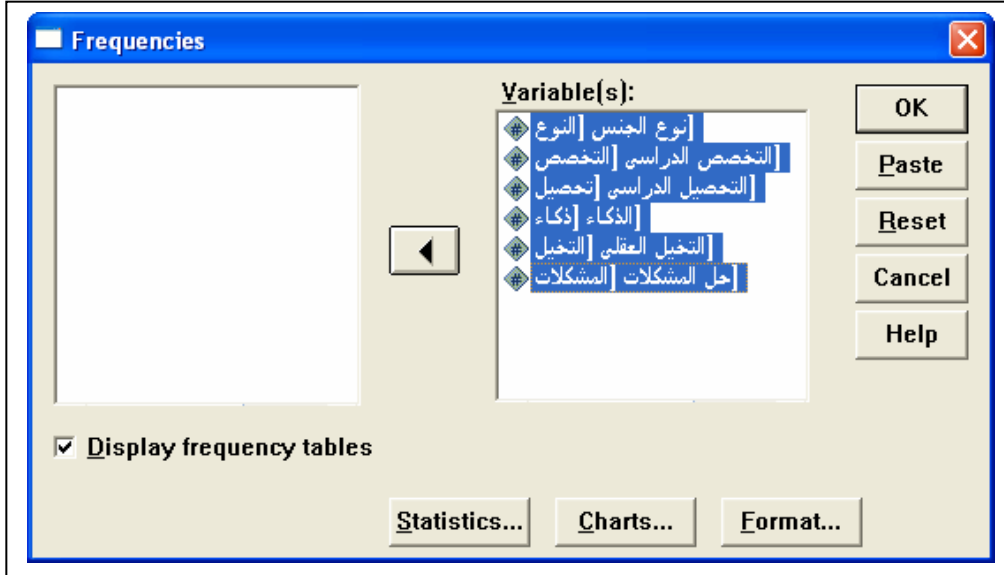 Frequencies
Variable(s):
نوع الجنس [النوع]
التخصص الدراسى [التخصص]
التحصيل الدراسى [تحصيل]
الذكاء [ذكاء]
التخيل العقلى [التخيل]
حل المشكلات [المشكلات]
OK
Paste
Reset
Cancel
Help
Display frequency tables
Statistics...
Charts...
Format...